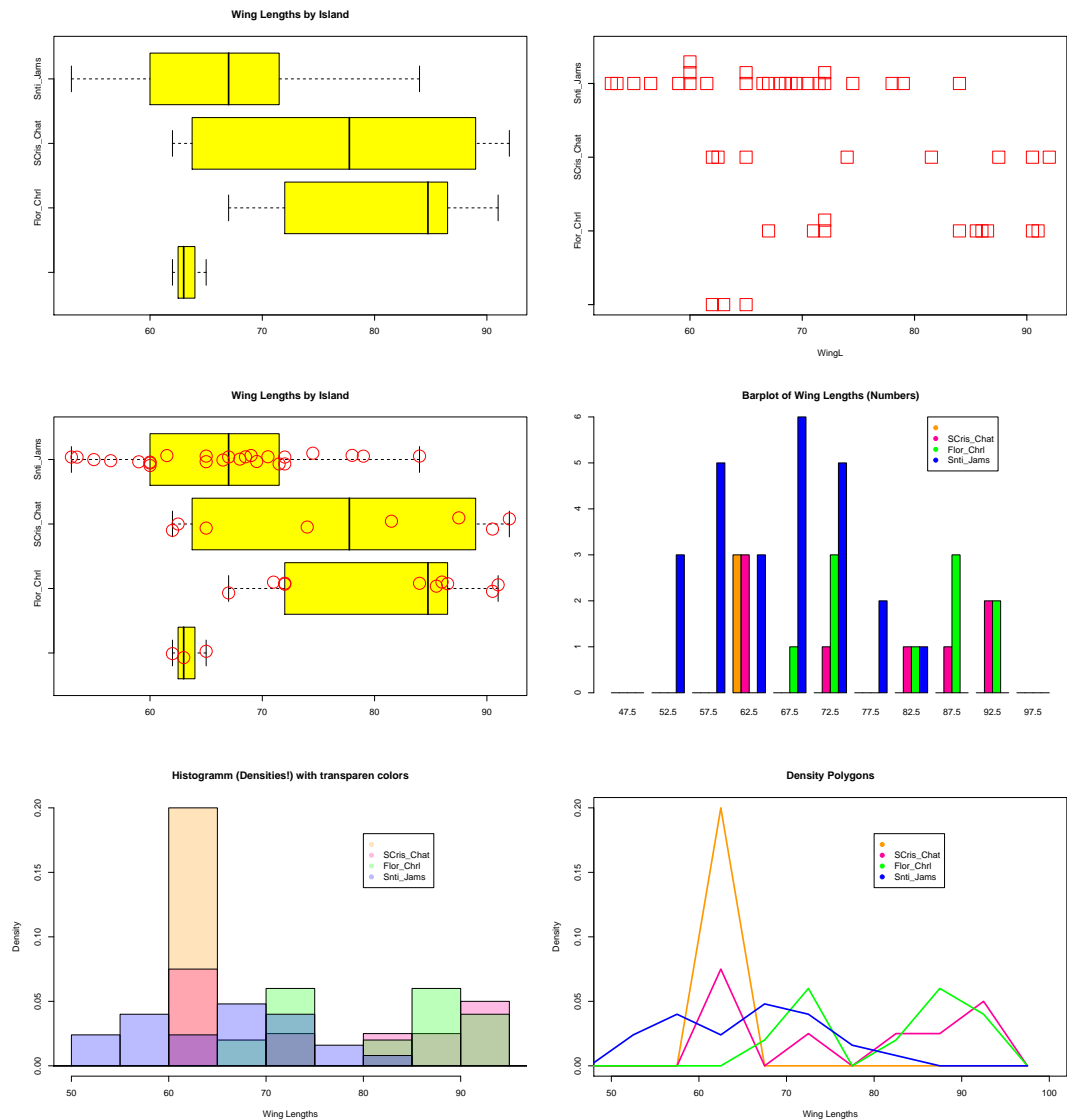 Wing Lengths by Island
Snti_Jams
SCris_Chat
Flor_Chrl
60 70 80 90
Snti_Jams
SCris_Chat
Flor_Chrl
60 70 80 90
WingL
Wing Lengths by Island
Snti_Jams
SCris_Chat
Flor_Chrl
60 70 80 90
Barplot of Wing Lengths (Numbers)
6
5
4
3
2
1
0
SCris_Chat
Flor_Chrl
Snti_Jams
47.5 52.5 57.5 62.5 67.5 72.5 77.5 82.5 87.5 92.5 97.5
Histogramm (Densities!) with transparen colors
Density
0.20
0.15
0.10
0.05
0.00
SCris_Chat
Flor_Chrl
Snti_Jams
50 60 70 80 90
Wing Lengths
Density Polygons
Density
0.20
0.15
0.10
0.05
0.00
SCris_Chat
Flor_Chrl
Snti_Jams
50 60 70 80 90 100
Wing Lengths